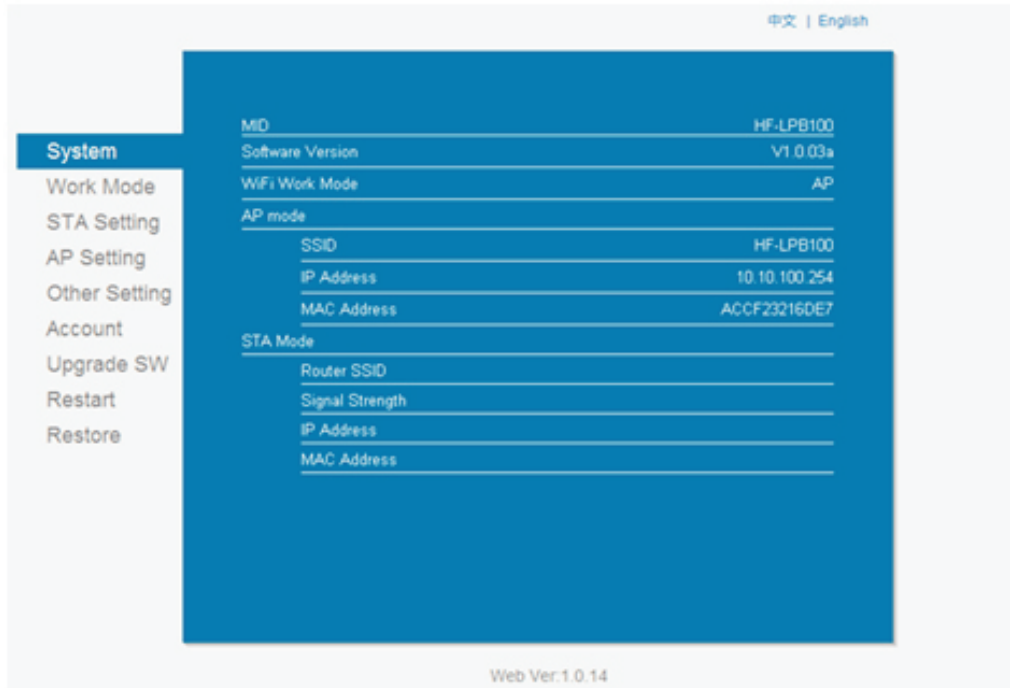 中文 | English
System
Work Mode
STA Setting
AP Setting
Other Setting
Account
Upgrade SW
Restart
Restore
MID HF-LPB100
Software Version V1.0.03a
WiFi Work Mode AP
AP mode
SSID HF-LPB100
IP Address 10.10.100.254
MAC Address ACCF23216DE7
STA Mode
Router SSID
Signal Strength
IP Address
MAC Address
Web Ver:1.0.14